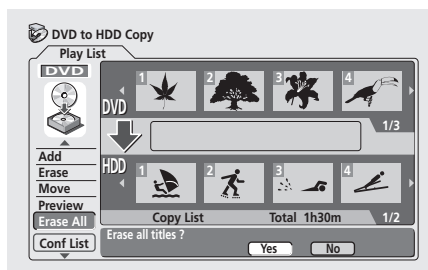 DVD to HDD Copy
Play List
DVD
DVD
1 2 3 4
1/3
Add
Erase
Move
Preview
Erase All
Conf List
HDD
1 2 3 4
Copy List Total 1h30m 1/2
Erase all titles ?
Yes No